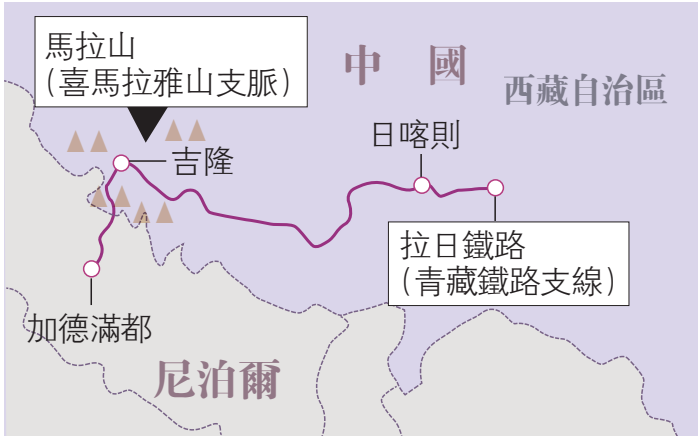 馬拉山
(喜馬拉雅山支脈)
中國
西藏自治區
日喀則
吉隆
拉日鐵路
(青藏鐵路支線)
加德滿都
尼泊爾